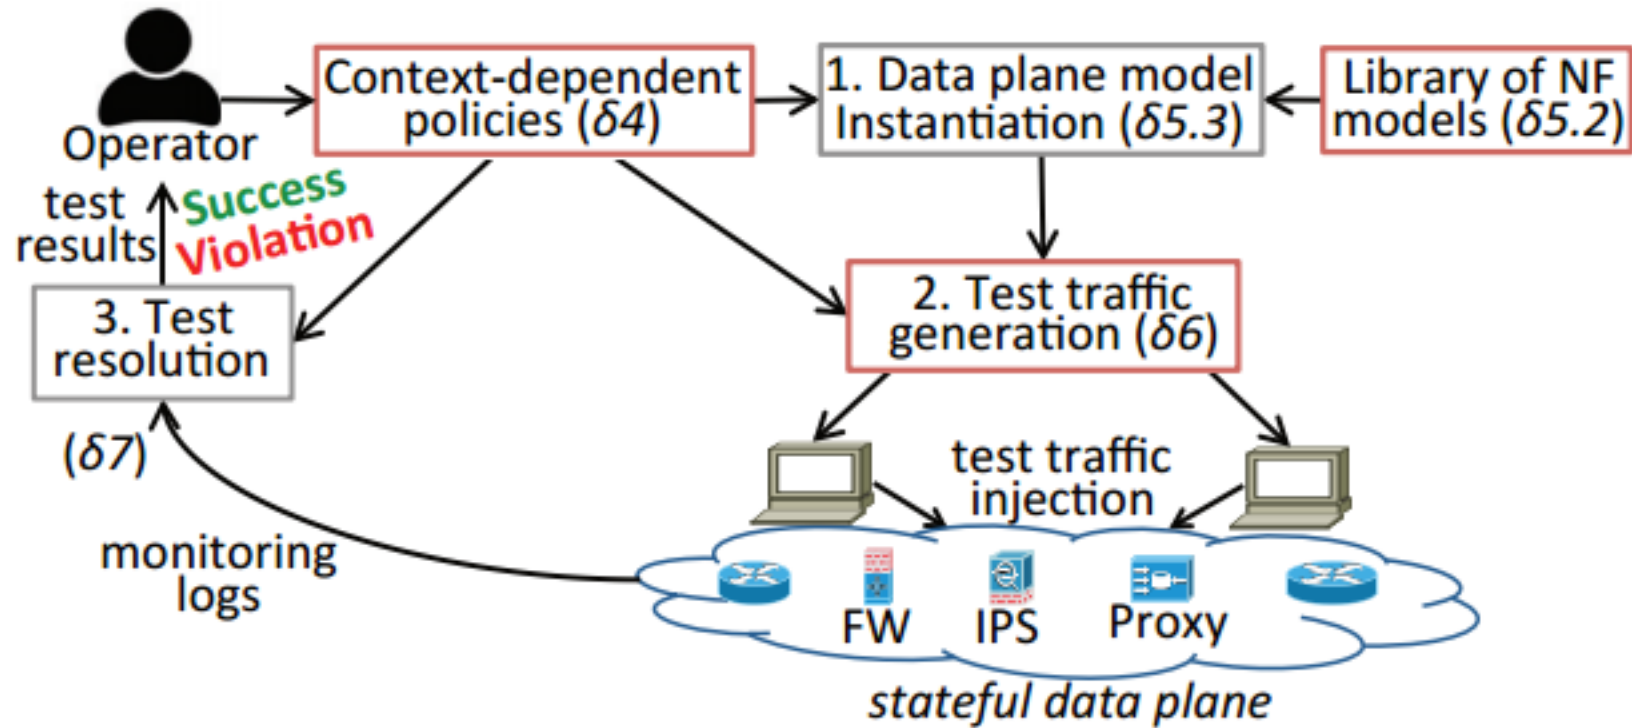 Context-dependent
policies (δ4)
1. Data plane model
Instantiation (δ5.3)
Library of NF
models (δ5.2)
Operator
test
results
Success
Violation
2. Test traffic
generation (δ6)
3. Test
resolution
(δ7)
test traffic
injection
monitoring
logs
FW
IPS
Proxy
stateful data plane